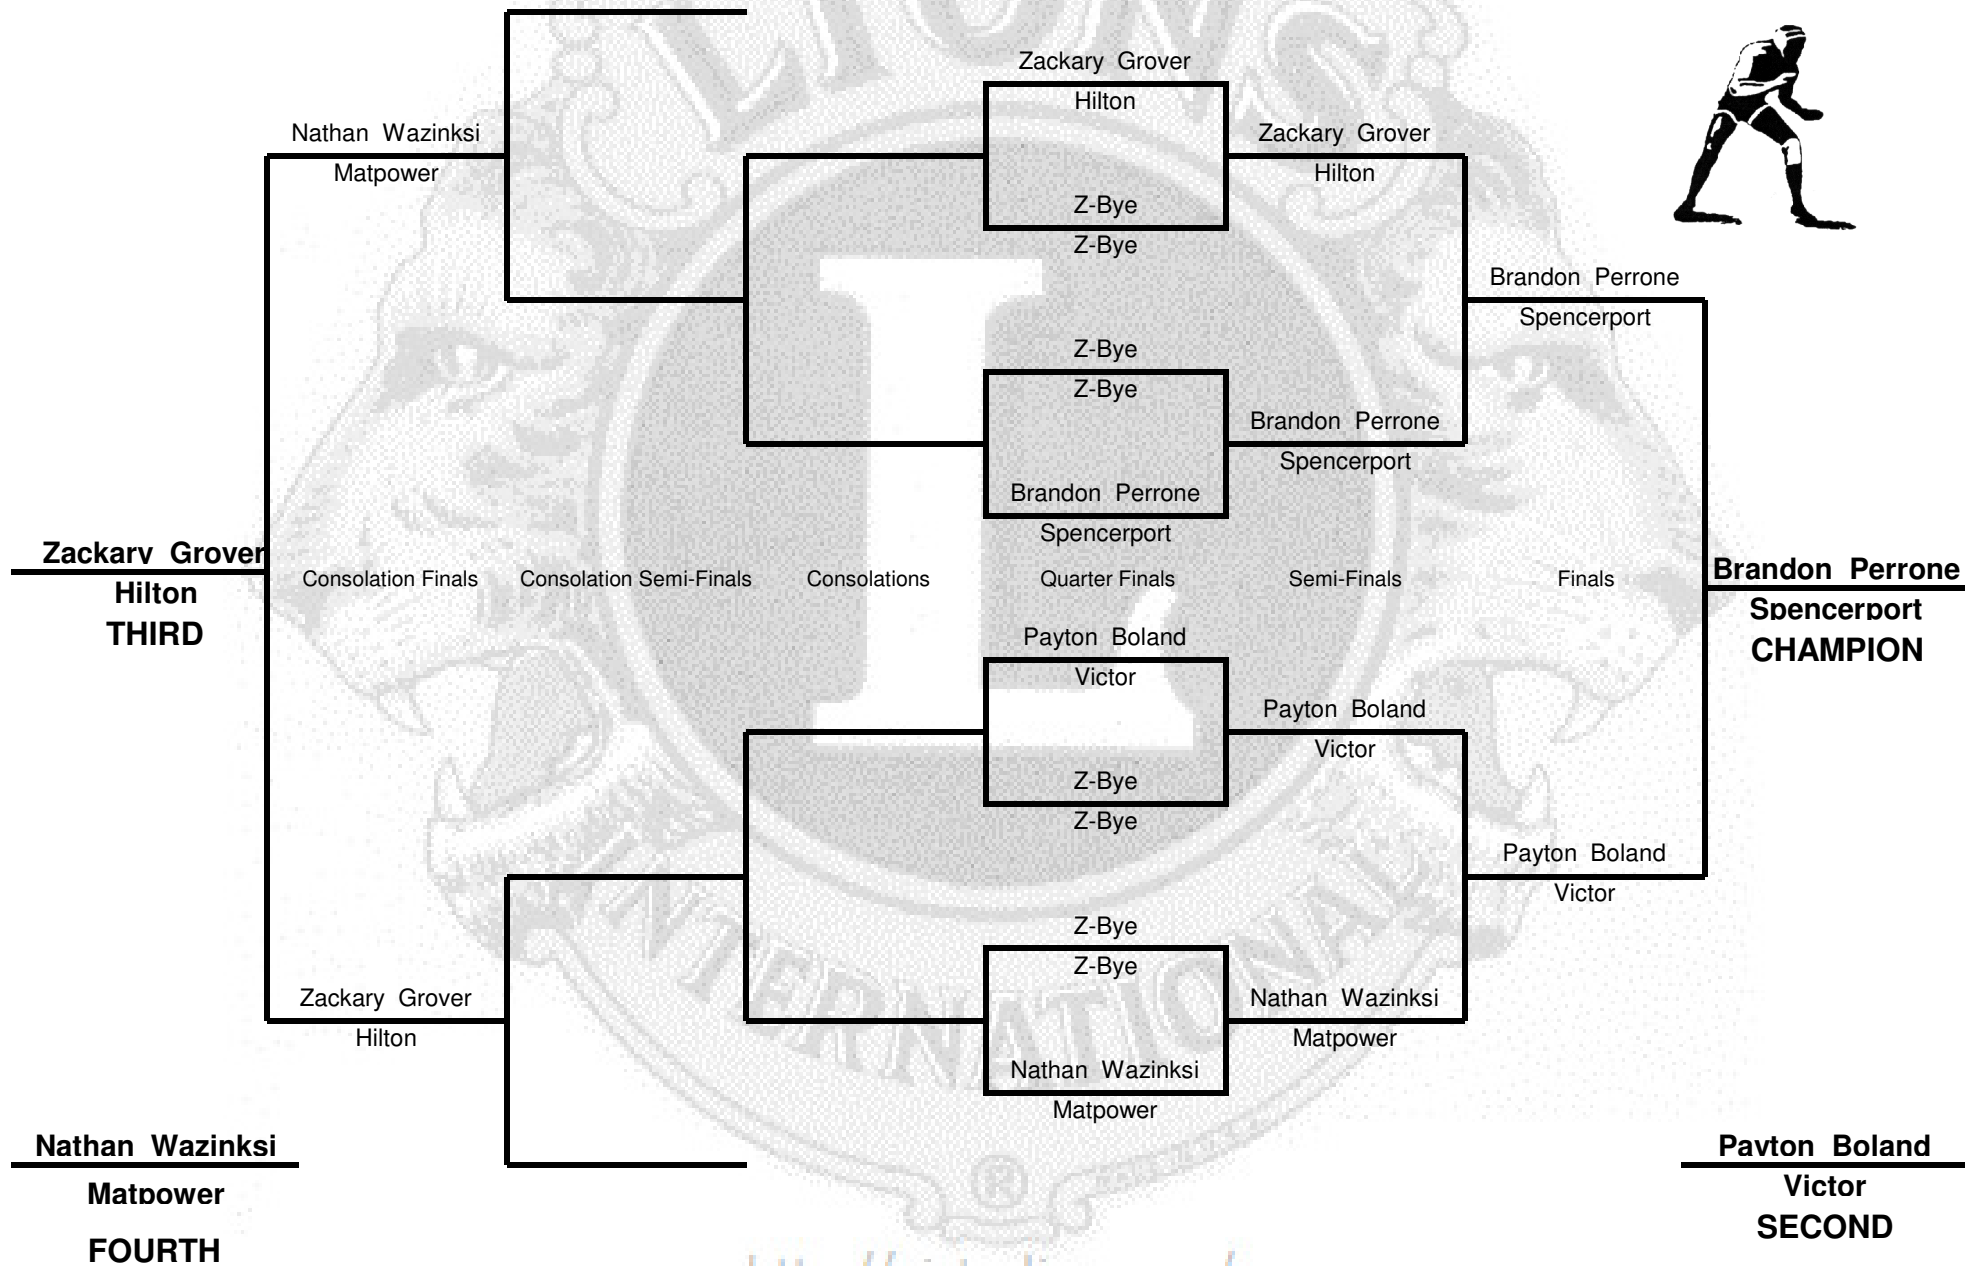 LIONS
Zackary Grover
Hilton
Nathan Wazinksi
Matpower
Zackary Grover
Hilton
Z-Bye
Z-Bye
Brandon Perrone
Spencerport
Z-Bye
Z-Bye
Brandon Perrone
Spencerport
Brandon Perrone
Spencerport
Zackary Grover
Hilton
THIRD
Consolation Finals
Consolation Semi-Finals
Consolations
Quarter Finals
Semi-Finals
Finals
Brandon Perrone
Spencerport
CHAMPION
L
Payton Boland
Victor
Payton Boland
Victor
Z-Bye
Z-Bye
Payton Boland
Victor
Z-Bye
Z-Bye
Zackary Grover
Hilton
Nathan Wazinksi
Matpower
Nathan Wazinksi
Matpower
INTERNATIONAL
®
Nathan Wazinksi
Matpower
FOURTH
Payton Boland
Victor
SECOND